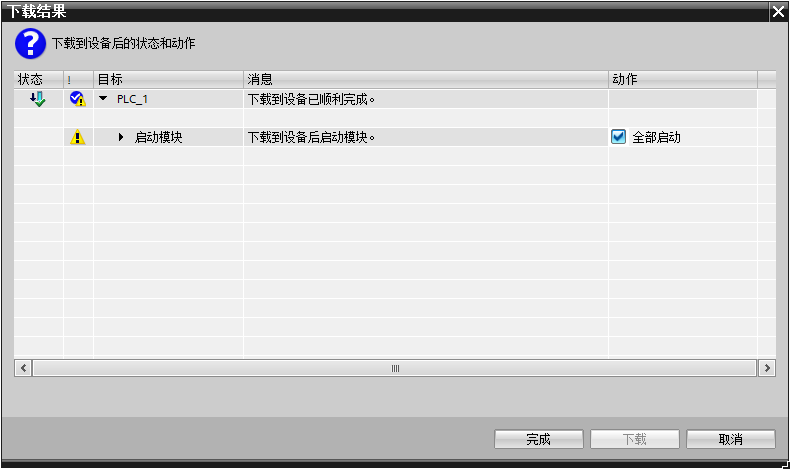 下载结果
下载到设备后的状态和动作
状态 ! 目标 消息 动作
PLC_1 下载到设备已顺利完成。
启动模块 下载到设备后启动模块。 全部启动
完成 下载 取消